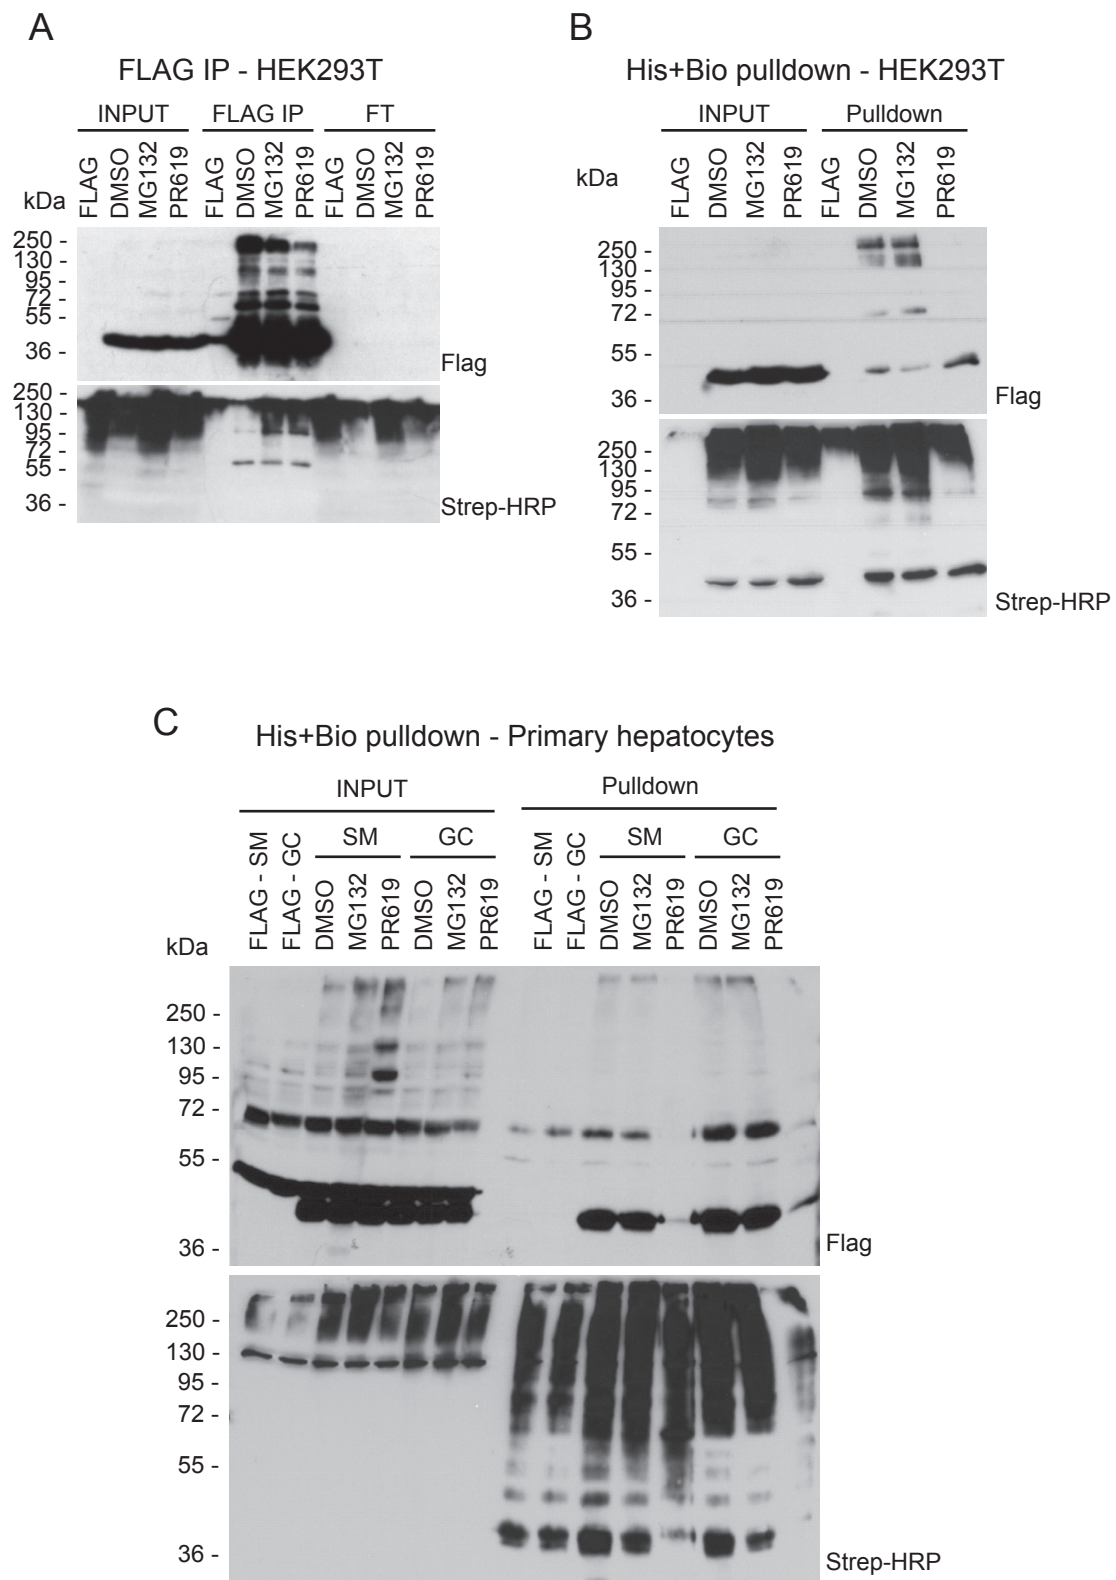 A
FLAG IP - HEK293T
INPUT FLAG IP FT
kDa FLAG DMSO MG132 PR619 FLAG DMSO MG132 PR619 FLAG DMSO MG132 PR619
250 -
130 -
95 -
72 -
55 -
36 -
Flag
250 -
130 -
95 -
72 -
55 -
36 -
Strep-HRP
B
His+Bio pulldown - HEK293T
INPUT Pulldown
kDa FLAG DMSO MG132 PR619 FLAG DMSO MG132 PR619
250 -
130 -
95 -
72 -
55 -
36 -
Flag
250 -
130 -
95 -
72 -
55 -
36 -
Strep-HRP
C
His+Bio pulldown - Primary hepatocytes
INPUT Pulldown
SM GC SM GC
FLAG - SM FLAG - GC DMSO MG132 PR619 DMSO MG132 PR619 FLAG - SM FLAG - GC DMSO MG132 PR619 DMSO MG132 PR619
kDa
250 -
130 -
95 -
72 -
55 -
36 -
Flag
250 -
130 -
95 -
72 -
55 -
36 -
Strep-HRP